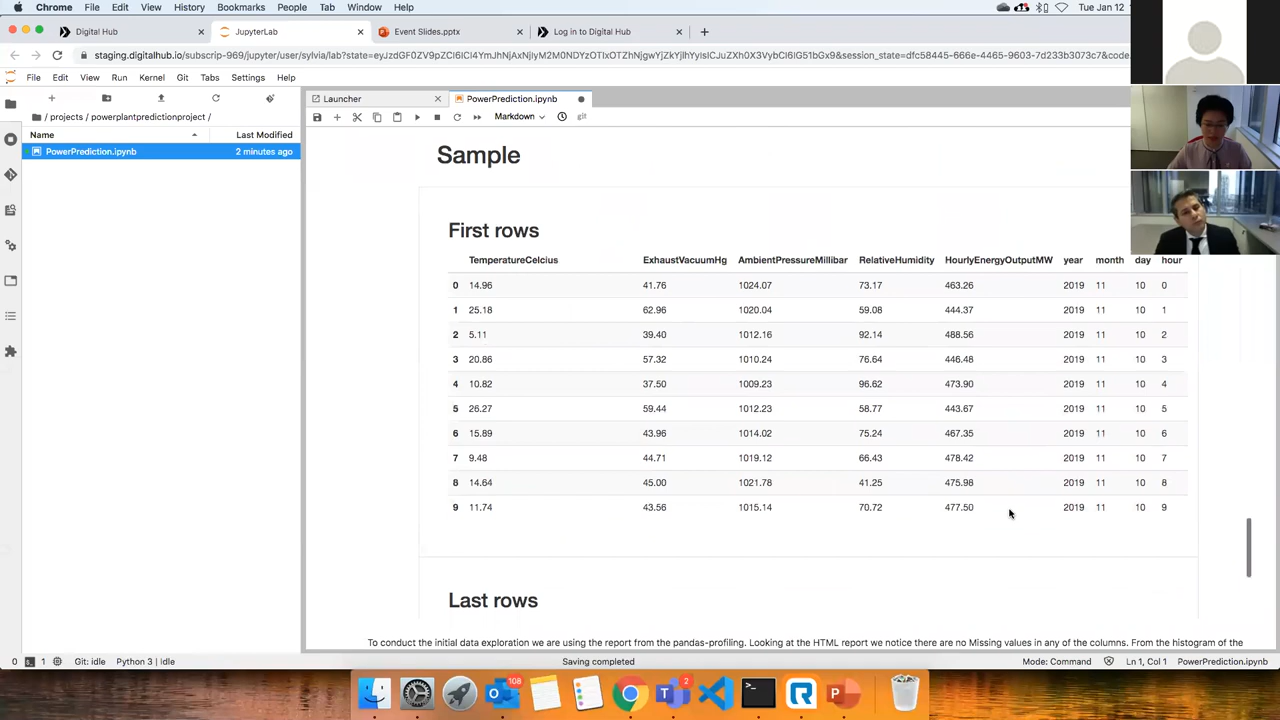 Chrome File Edit View History Bookmarks People Tab Window Help Tue Jan 12
Digital Hub JupyterLab Event Slides.pptx Log in to Digital Hub
File Edit View Run Kernel Git Tabs Settings Help
Launcher PowerPrediction.ipynb
Markdown git
/ projects / powerplantpredictionproject /
Name Last Modified
PowerPrediction.ipynb 2 minutes ago
Sample
First rows
TemperatureCelcius ExhaustVacuumHg AmbientPressureMillibar RelativeHumidity HourlyEnergyOutputMW year month day hour
0 14.96 41.76 1024.07 73.17 463.26 2019 11 10 0
1 25.18 62.96 1020.04 59.08 444.37 2019 11 10 1
2 5.11 39.40 1012.16 92.14 488.56 2019 11 10 2
3 20.86 57.32 1010.24 76.64 446.48 2019 11 10 3
4 10.82 37.50 1009.23 96.62 473.90 2019 11 10 4
5 26.27 59.44 1012.23 58.77 443.67 2019 11 10 5
6 15.89 43.96 1014.02 75.24 467.35 2019 11 10 6
7 9.48 44.71 1019.12 66.43 478.42 2019 11 10 7
8 14.64 45.00 1021.78 41.25 475.98 2019 11 10 8
9 11.74 43.56 1015.14 70.72 477.50 2019 11 10 9
Last rows
To conduct the initial data exploration we are using the report from the pandas-profiling. Looking at the HTML report we notice there are no Missing values in any of the columns. From the histogram of the
0 1 Git: idle Python 3 | Idle Saving completed Mode: Command Ln 1, Col 1 PowerPrediction.ipynb
108 2